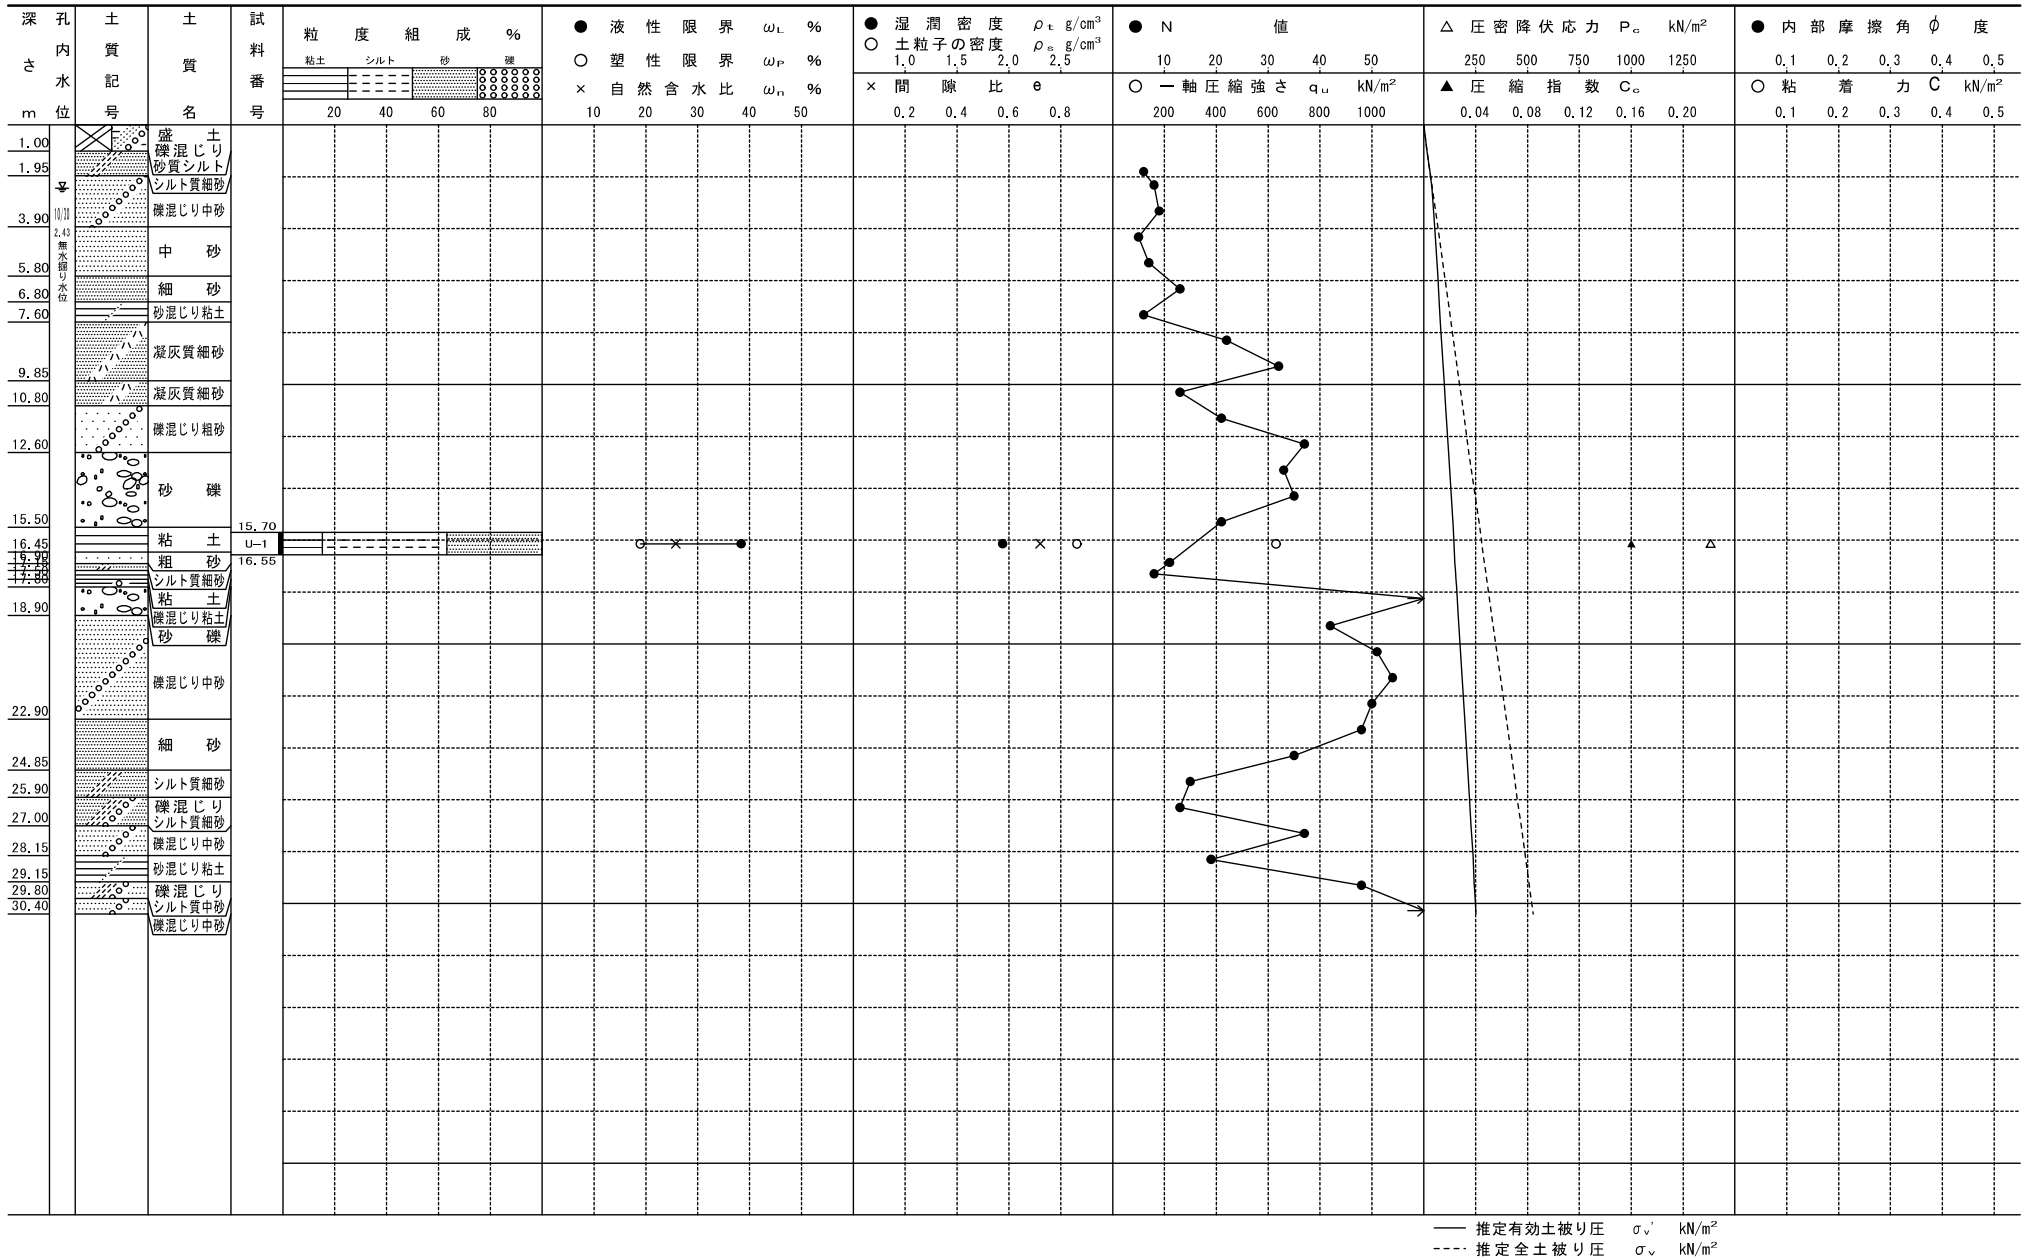 深さ m
孔内水位
土質記号
土質名
試料番号
粒度組成 %
粘土 シルト 砂 礫
20 40 60 80
● 液性限界 ωL %
○ 塑性限界 ωP %
× 自然含水比 ωn %
10 20 30 40 50
● 湿潤密度 ρt g/cm³
○ 土粒子の密度 ρs g/cm³
1.0 1.5 2.0 2.5
× 間隙比 e
0.2 0.4 0.6 0.8
● N 値
10 20 30 40 50
○ 一軸圧縮強さ qu kN/m²
200 400 600 800 1000
△ 圧密降伏応力 Pc kN/m²
250 500 750 1000 1250
▲ 圧縮指数 Cc
0.04 0.08 0.12 0.16 0.20
● 内部摩擦角 φ 度
0.1 0.2 0.3 0.4 0.5
○ 粘着力 C kN/m²
0.1 0.2 0.3 0.4 0.5
1.00
1.95
3.90
5.80
6.80
7.60
9.85
10.80
12.60
15.50
16.45
16.90
17.80
18.90
22.90
24.85
25.90
27.00
28.15
29.15
29.80
30.40
2.43
無水掘り水位
盛土
礫混じり
砂質シルト
シルト質細砂
礫混じり中砂
中砂
細砂
砂混じり粘土
凝灰質細砂
凝灰質細砂
礫混じり粗砂
砂礫
粘土
粗砂
シルト質細砂
粘土
礫混じり粘土
砂礫
礫混じり中砂
細砂
シルト質細砂
礫混じり
シルト質細砂
礫混じり中砂
砂混じり粘土
礫混じり
シルト質中砂
礫混じり中砂
15.70
U-1
16.55
推定有効土被り圧 σv' kN/m²
推定全土被り圧 σv kN/m²